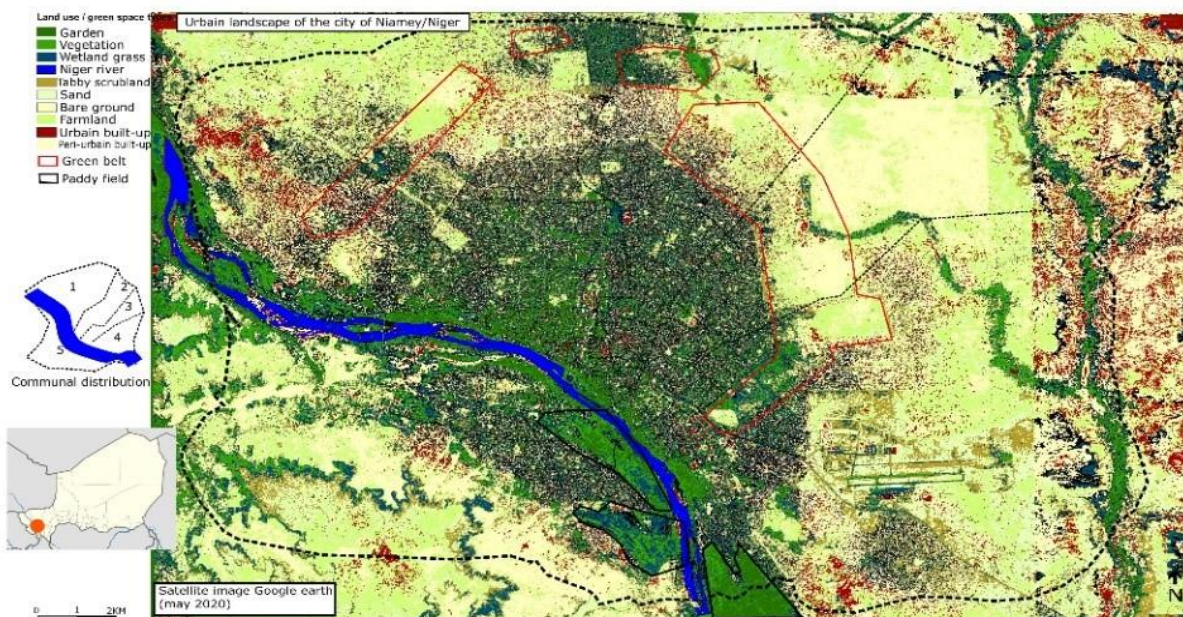 Land use / green space types
Garden
Vegetation
Wetland grass
Niger river
Tabby scrubland
Sand
Bare ground
Farmland
Urbain built-up
Peri-urbain built-up
Green belt
Paddy field
Urbain landscape of the city of Niamey/Niger
1
2
3
4
5
Communal distribution
0 1 2KM
Satellite image Google earth
(may 2020)
N